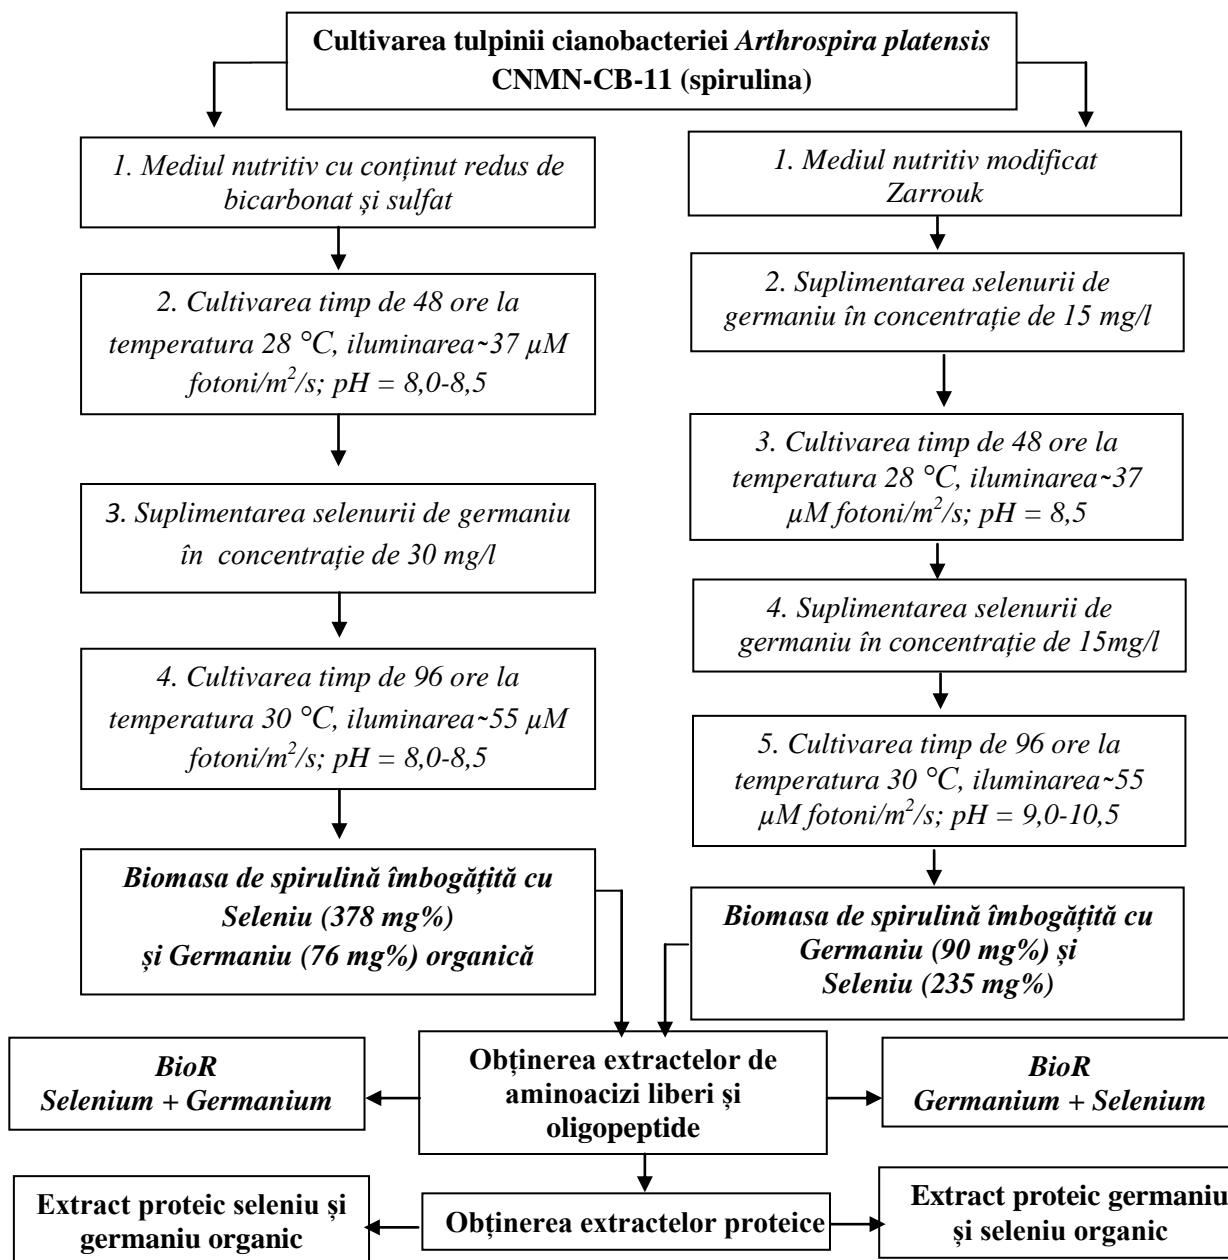 Cultivarea tulpinii cianobacteriei Arthrospira platensis
CNMN-CB-11 (spirulina)
1. Mediul nutritiv cu conținut redus de
bicarbonat și sulfat
2. Cultivarea timp de 48 ore la
temperatura 28 °C, iluminarea~37 µM
fotoni/m²/s; pH = 8,0-8,5
3. Suplimentarea selenurii de germaniu
în concentrație de 30 mg/l
4. Cultivarea timp de 96 ore la
temperatura 30 °C, iluminarea~55 µM
fotoni/m²/s; pH = 8,0-8,5
Biomasa de spirulină îmbogățită cu
Seleniu (378 mg%)
și Germaniu (76 mg%) organică
1. Mediul nutritiv modificat
Zarrouk
2. Suplimentarea selenurii de
germaniu în concentrație de 15 mg/l
3. Cultivarea timp de 48 ore la
temperatura 28 °C, iluminarea~37
µM fotoni/m²/s; pH = 8,5
4. Suplimentarea selenurii de
germaniu în concentrație de 15mg/l
5. Cultivarea timp de 96 ore la
temperatura 30 °C, iluminarea~55
µM fotoni/m²/s; pH = 9,0-10,5
Biomasa de spirulină îmbogățită cu
Germaniu (90 mg%) și
Seleniu (235 mg%)
BioR
Selenium + Germanium
Obținerea extractelor de
aminoacizi liberi și
oligopeptide
BioR
Germanium + Selenium
Extract proteic seleniu și
germaniu organic
Obținerea extractelor proteice
Extract proteic germaniu
și seleniu organic